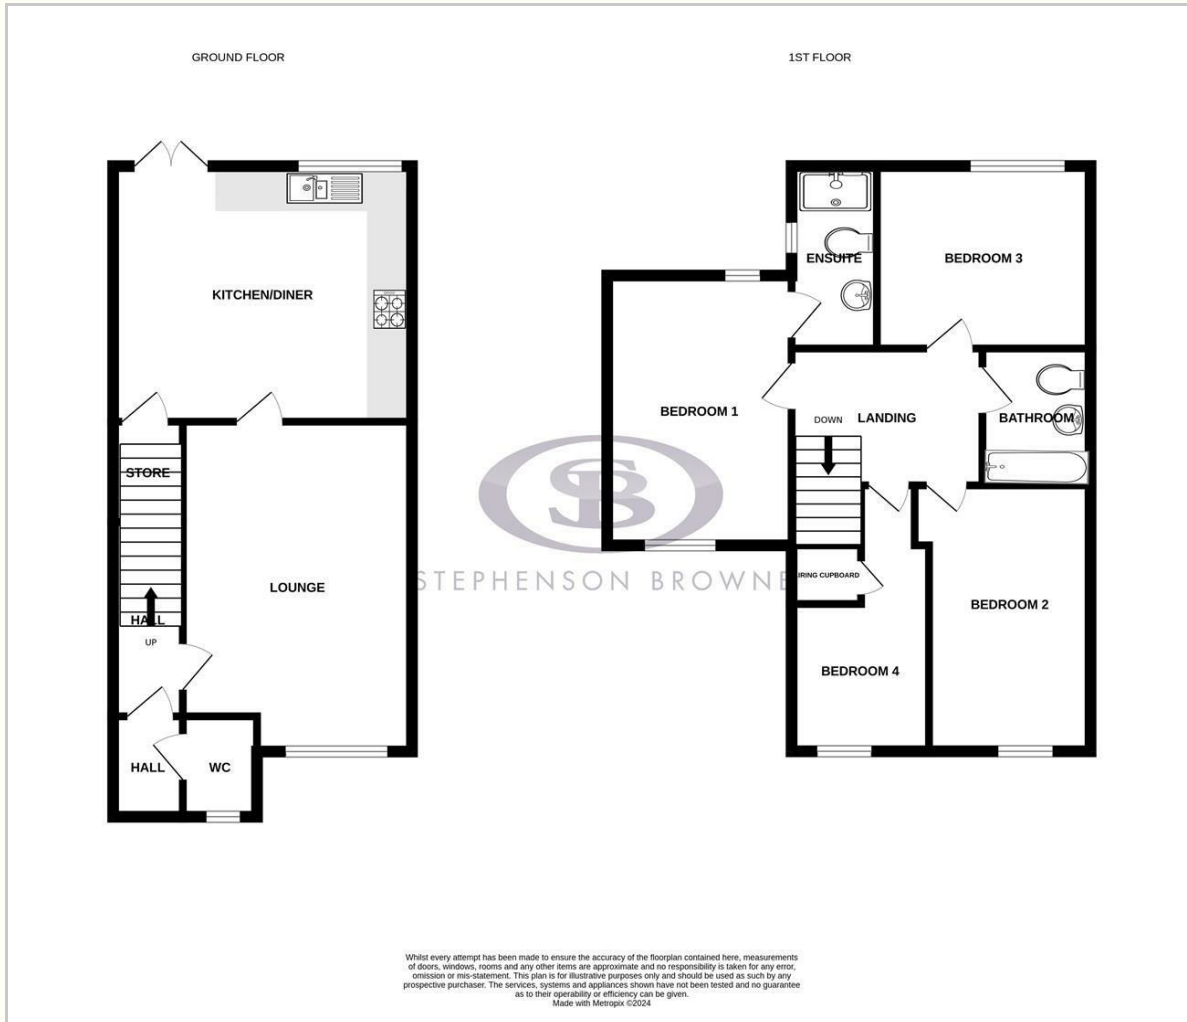 GROUND FLOOR
1ST FLOOR
KITCHEN/DINER
STORE
LOUNGE
HALL
UP
HALL
WC
ENSUITE
BEDROOM 3
BEDROOM 1
DOWN
LANDING
BATHROOM
IRING CUPBOARD
BEDROOM 2
BEDROOM 4
SB
STEPHENSON BROWNE
Whilst every attempt has been made to ensure the accuracy of the floorplan contained here, measurements
of doors, windows, rooms and any other items are approximate and no responsibility is taken for any error,
omission or mis-statement. This plan is for illustrative purposes only and should be used as such by any
prospective purchaser. The services, systems and appliances shown have not been tested and no guarantee
as to their operability or efficiency can be given.
Made with Metropix ©2024